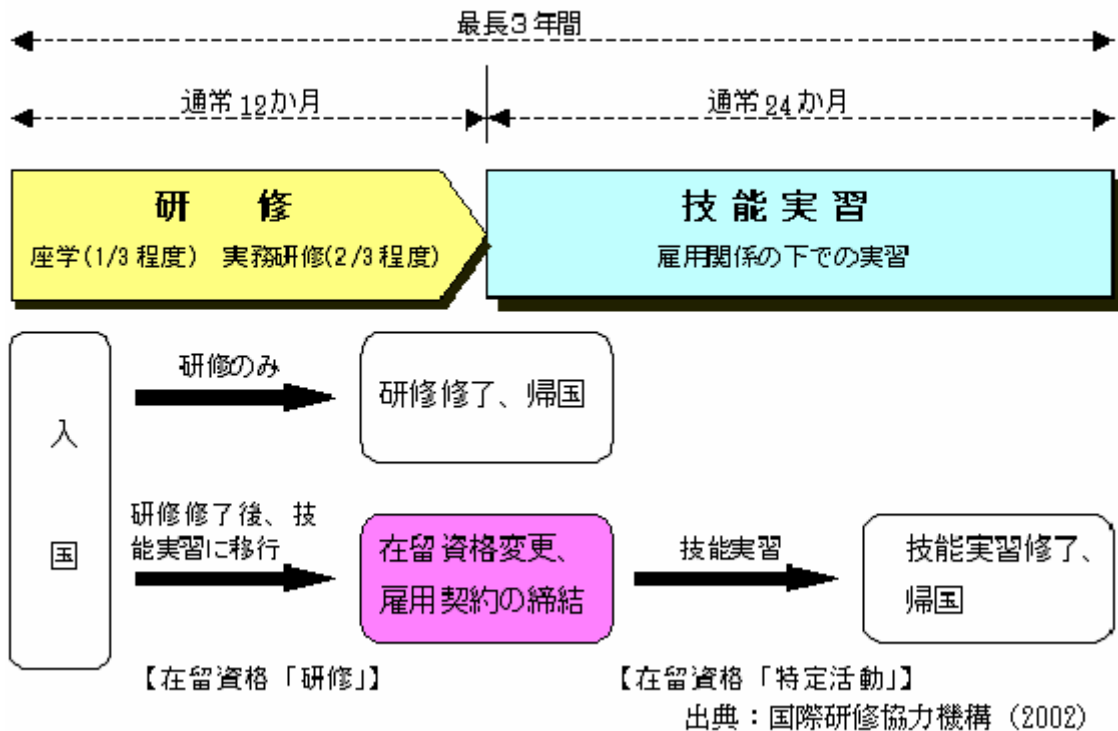 最長３年間
通常12か月
通常24か月
研　修
座学(1/3程度)　実務研修(2/3程度)
技能実習
雇用関係の下での実習
入
国
研修のみ
研修修了、帰国
研修修了後、技
能実習に移行
在留資格変更、
雇用契約の締結
技能実習
技能実習修了、
帰国
【在留資格「研修」】
【在留資格「特定活動」】
出典：国際研修協力機構（2002）